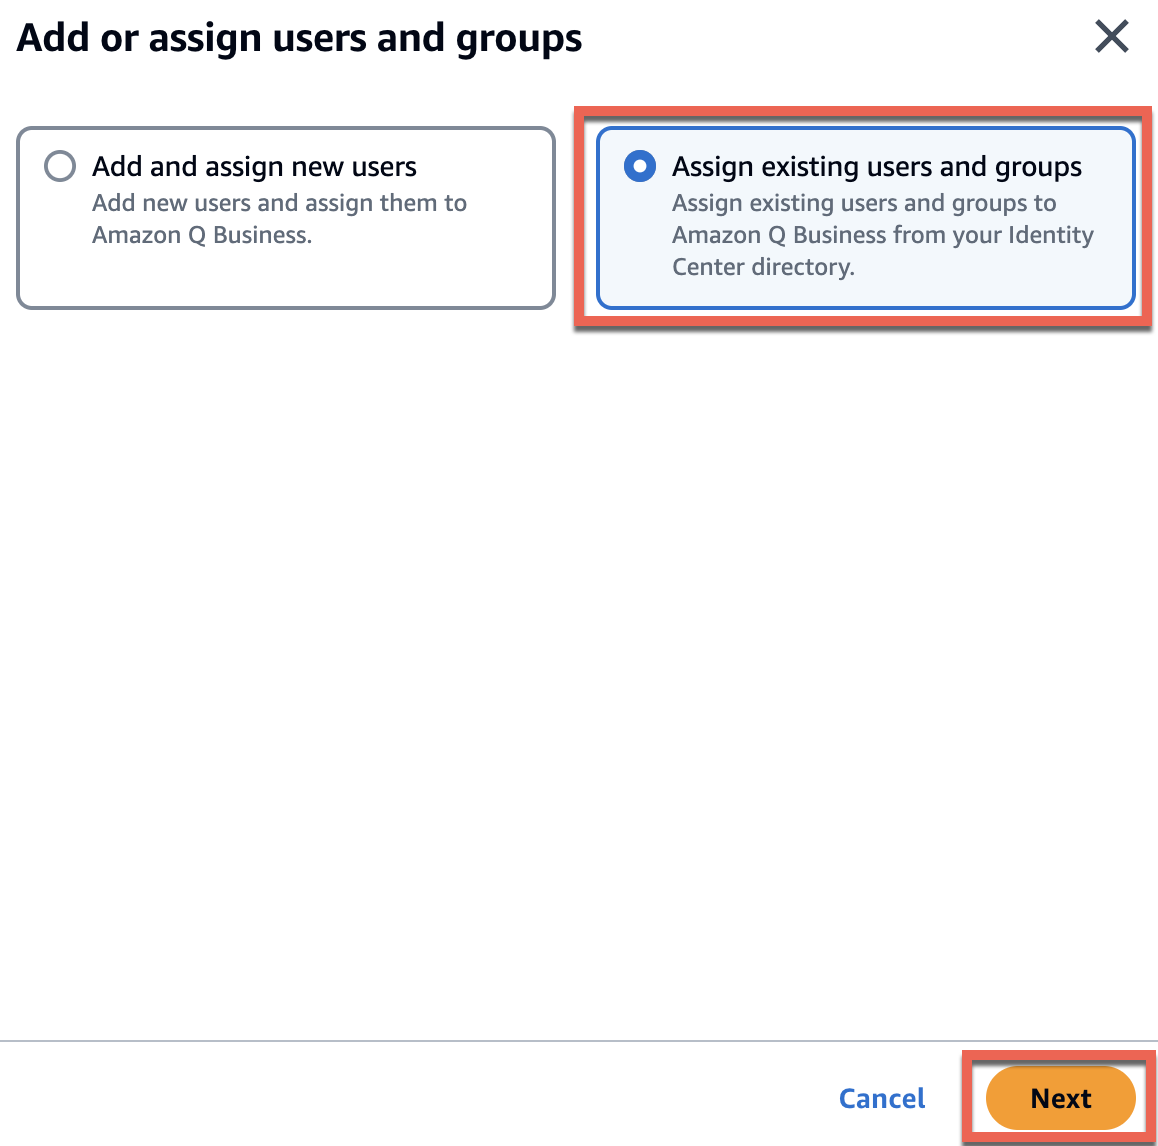 Add or assign users and groups
Add and assign new users
Add new users and assign them to
Amazon Q Business.
Assign existing users and groups
Assign existing users and groups to
Amazon Q Business from your Identity
Center directory.
Cancel
Next